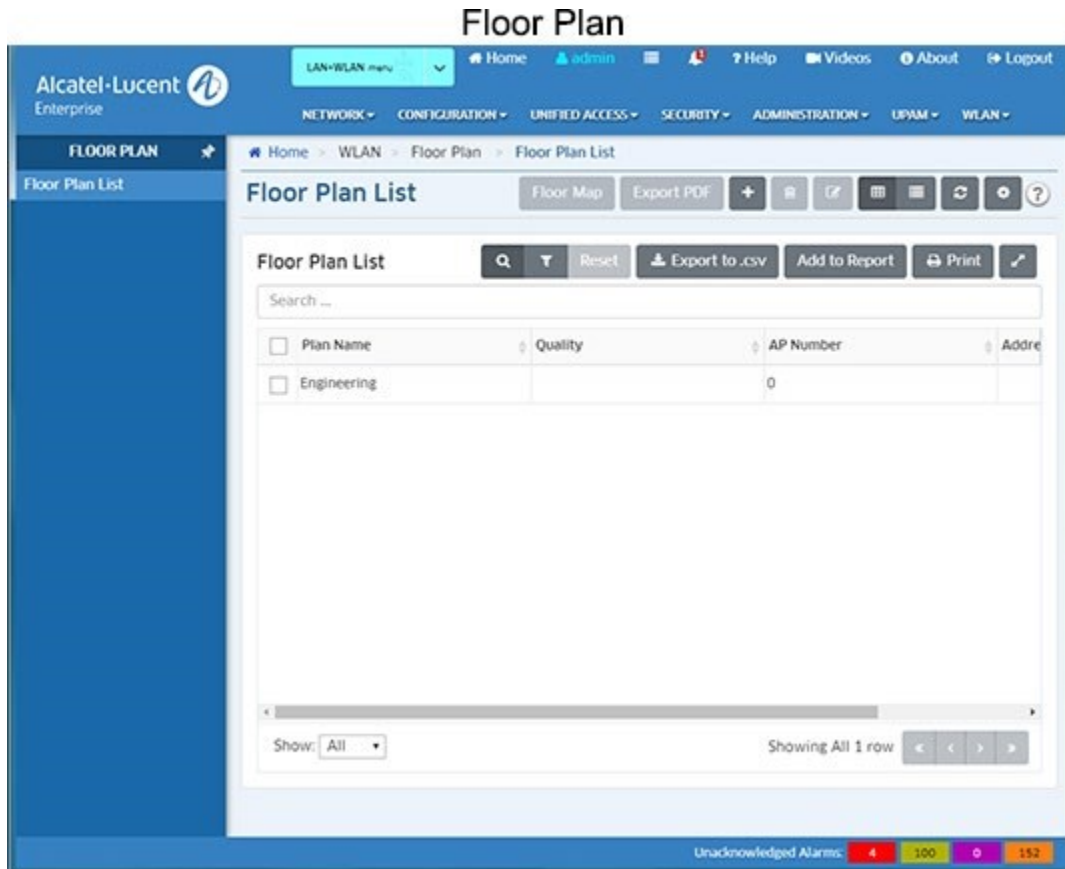 Floor Plan
Alcatel·Lucent
Enterprise
LAN+WLAN menu
Home admin 1 ? Help Videos About Logout
NETWORK CONFIGURATION UNIFIED ACCESS SECURITY ADMINISTRATION UPAM WLAN
FLOOR PLAN
Home > WLAN > Floor Plan > Floor Plan List
Floor Plan List
Floor Plan List Floor Map Export PDF + ?
Floor Plan List Reset Export to .csv Add to Report Print
Search ...
Plan Name Quality AP Number Addre
Engineering 0
Show: All Showing All 1 row « < > »
Unacknowledged Alarms: 4 100 0 152